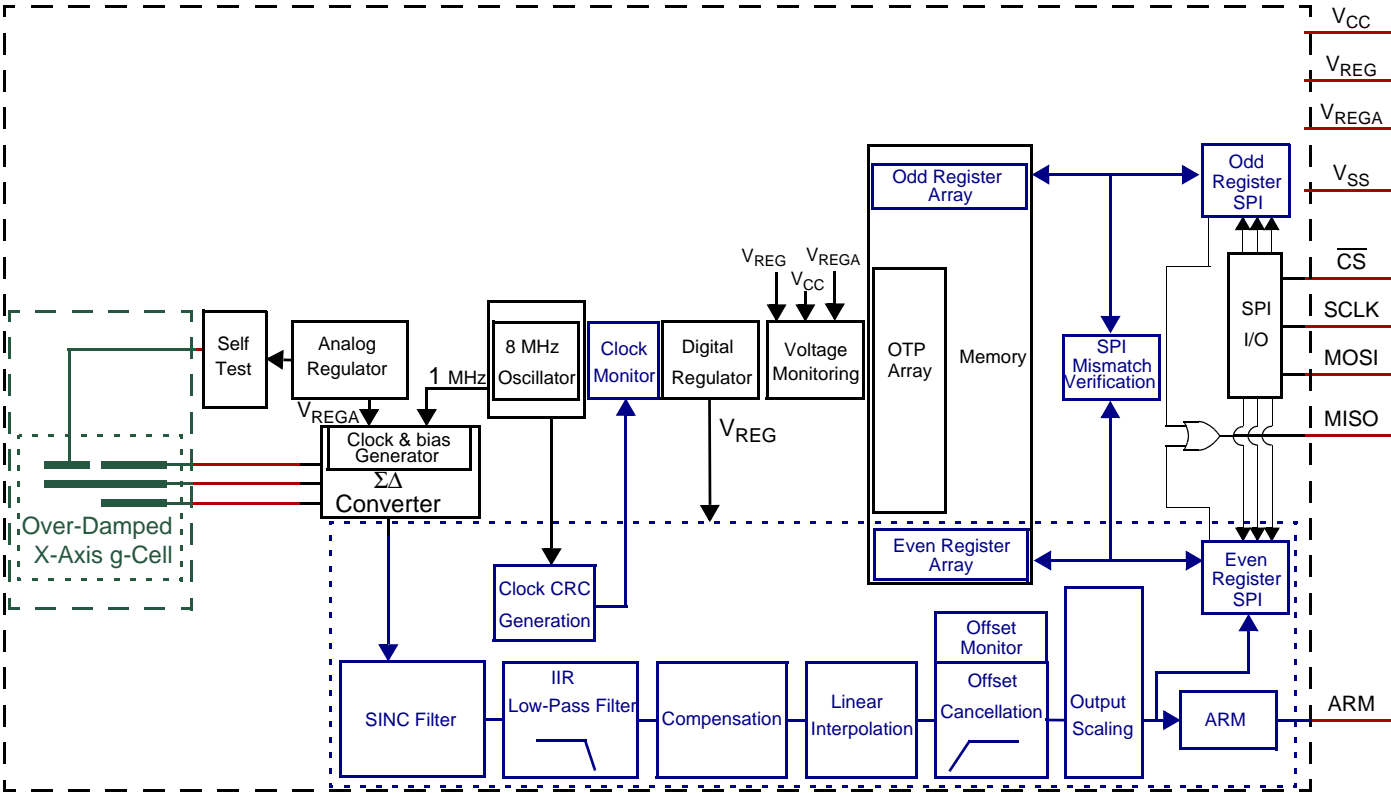 VCC
VREG
VREGA
VSS
CS
SCLK
MOSI
MISO
ARM
Odd Register
Array
Odd
Register
SPI
VREG
VCC
VREGA
SPI
I/O
Self
Test
Analog
Regulator
8 MHz
Oscillator
Clock
Monitor
Digital
Regulator
Voltage
Monitoring
OTP
Array
Memory
SPI
Mismatch
Verification
1 MHz
VREGA
VREG
Clock & bias
Generator
ΣΔ
Converter
Over-Damped
X-Axis g-Cell
Even Register
Array
Even
Register
SPI
Clock CRC
Generation
SINC Filter
IIR
Low-Pass Filter
Compensation
Linear
Interpolation
Offset
Monitor
Offset
Cancellation
Output
Scaling
ARM